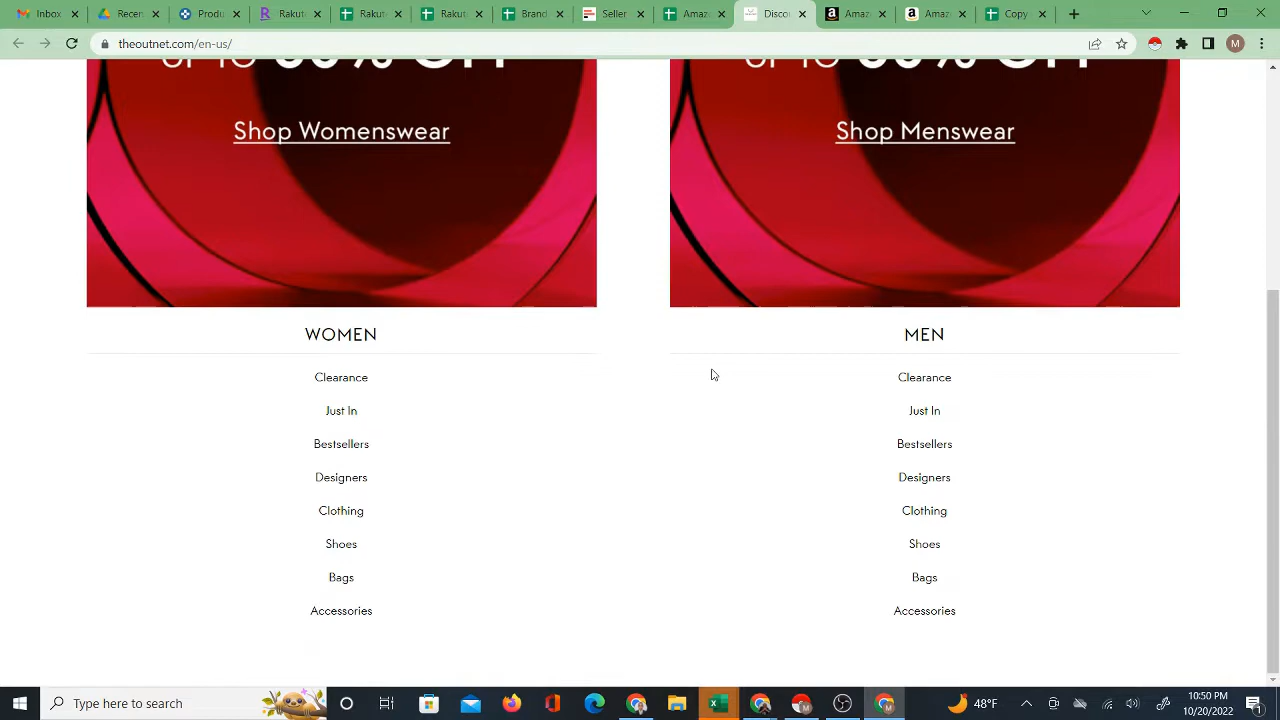 Inbox
Recen
Produ
Rakut
Rakut
Rakut
Brand
Seller
Amaz
Disco
Amaz
Amaz
Copy
theoutnet.com/en-us/
M
Shop Womenswear
Shop Menswear
WOMEN
MEN
Clearance
Clearance
Just In
Just In
Bestsellers
Bestsellers
Designers
Designers
Clothing
Clothing
Shoes
Shoes
Bags
Bags
Accessories
Accessories
Type here to search
48°F
10:50 PM
10/20/2022
1